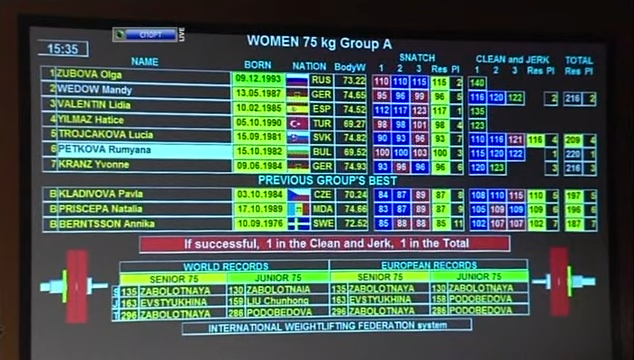 СПОРТ LIVE
WOMEN 75 kg Group A
15:35
SNATCH CLEAN and JERK TOTAL
NAME BORN NATION BodyW 1 2 3 Res Pl 1 2 3 Res Pl Res Pl
1 ZUBOVA Olga 09.12.1993 RUS 73.22 110 110 115 115 2 140
2 WEDOW Mandy 13.05.1987 GER 74.65 95 96 99 96 5 116 120 122 2 216 2
3 VALENTIN Lidia 10.02.1985 ESP 74.52 112 117 123 117 1 135
4 YILMAZ Hatice 05.10.1990 TUR 69.27 98 98 101 98 4 123
5 TROJCAKOVA Lucia 15.09.1981 SVK 74.82 90 93 96 93 7 110 116 121 116 4 209 4
6 PETKOVA Rumyana 15.10.1982 BUL 69.52 100 100 103 100 3 115 120 122 1 220 1
7 KRANZ Yvonne 09.06.1984 GER 74.93 93 96 96 96 6 120 123 1 216 3
PREVIOUS GROUP'S BEST
B KLADIVOVA Pavla 03.10.1984 CZE 70.24 84 87 89 87 8 108 110 115 110 5 197 5
B PRISCEPA Natalia 17.10.1989 MDA 74.66 83 87 89 87 9 105 109 109 109 6 196 6
B BERNTSSON Annika 10.09.1976 SWE 72.52 85 88 88 85 11 102 107 107 102 7 187 7
If successful, 1 in the Clean and Jerk, 1 in the Total
WORLD RECORDS EUROPEAN RECORDS
SENIOR 75 JUNIOR 75 SENIOR 75 JUNIOR 75
S 135 ZABOLOTNAYA 130 ZABOLOTNAIA 135 ZABOLOTNAYA 130 ZABOLOTNAYA
J 163 EVSTYUKHINA 159 LIU Chunhong 163 EVSTYUKHINA 158 PODOBEDOVA
T 296 ZABOLOTNAYA 286 PODOBEDOVA 296 ZABOLOTNAYA 286 PODOBEDOVA
INTERNATIONAL WEIGHTLIFTING FEDERATION system